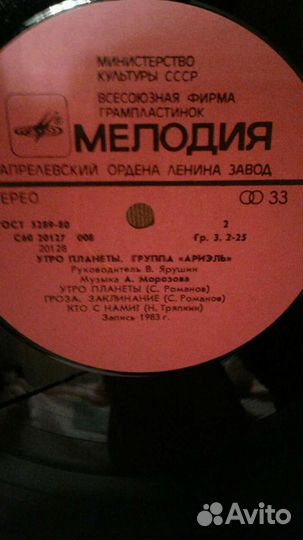 МИНИСТЕРСТВО
КУЛЬТУРЫ СССР
ВСЕСОЮЗНАЯ ФИРМА
ГРАМПЛАСТИНОК
МЕЛОДИЯ
АПРЕЛЕВСКИЙ ОРДЕНА ЛЕНИНА ЗАВОД
СТЕРЕО 33
ГОСТ 5289-80 2
С60 20127 008 Гр. 3. 2-25
20128
УТРО ПЛАНЕТЫ. ГРУППА «АРИЭЛЬ»
Руководитель В. Ярушин
Музыка А. Морозова
УТРО ПЛАНЕТЫ (С. Романов)
ГРОЗА. ЗАКЛИНАНИЕ (С. Романов)
КТО С НАМИ? (Н. Тряпкин)
Запись 1983 г.
Avito